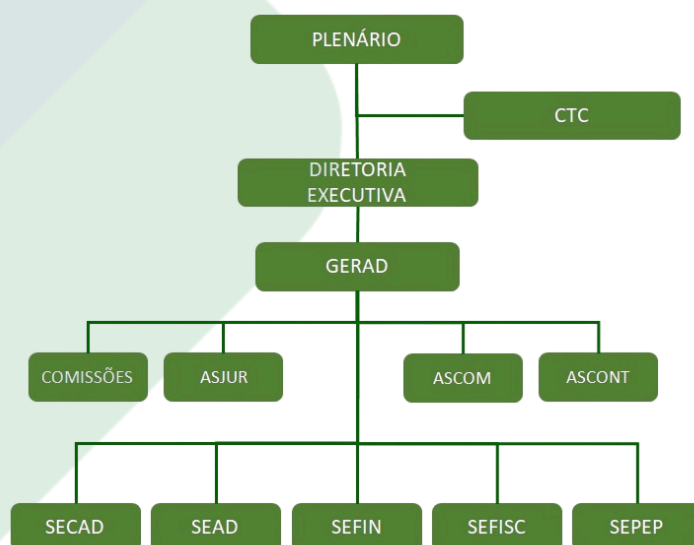 PLENÁRIO
CTC
DIRETORIA
EXECUTIVA
GERAD
COMISSÕES
ASJUR
ASCOM
ASCONT
SECAD
SEAD
SEFIN
SEFISC
SEPEP